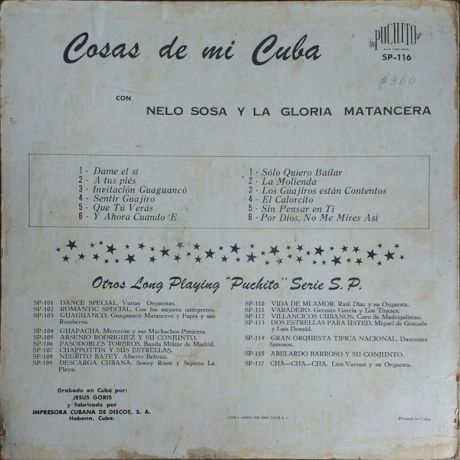 Cosas de mi Cuba
PUCHITO
SP-116
$3.60
CON NELO SOSA Y LA GLORIA MATANCERA
1 - Dame el si
2 - A tus piés
3 - Invitación Guaguancó
4 - Sentir Guajiro
5 - Que Tú Verás
6 - Y Ahora Cuando 'E
1 - Sólo Quiero Bailar
2 - La Molienda
3 - Los Guajiros están Contentos
4 - El Calorcito
5 - Sin Pensar en Ti
6 - Por Dios, No Me Mires Así
Otros Long Playing "Puchito" Serie S. P.
SP-101 DANCE SPECIAL. Varias Orquestas.
SP-102 ROMANTIC SPECIAL. Con los mejores intérpretes.
SP-103 GUAGUANCO. Guaguancó Matancero y Papín y sus
Rumberos.
SP-104 GUAPACHA. Mercerón y sus Muchachos Pimienta.
SP-105 ARSENIO RODRIGUEZ Y SU CONJUNTO.
SP-106 PASODOBLES TOREROS. Banda Militar de Madrid.
SP-107 CHAPPOTTIN Y SUS ESTRELLAS.
SP-108 NEGRITO BATEY. Alberto Beltrán.
SP-109 DESCARGA CUBANA. Sonny Rossi y Septeto La
Playa.
SP-110 VIDA DE MI AMOR. Raúl Díaz y su Orquesta.
SP-111 VARADERO. Germán García y Los Titanes.
SP-112 VILLANCICOS CUBANOS. Coro de Madrigalistas.
SP-113 DOS ESTRELLAS PARA USTED. Miguel de Gonzalo
y Luis Donald.
SP-114 GRAN ORQUESTA TIPICA NACIONAL. Danzones
famosos.
SP-115 ABELARDO BARROSO Y SU CONJUNTO.
SP-117 CHA—CHA—CHA. Luis Varona y su Orquesta.
Grabado en Cuba por:
JESUS GORIS
y fabricado por
IMPRESORA CUBANA DE DISCOS, S. A.
Habana, Cuba.
Printed in Cuba